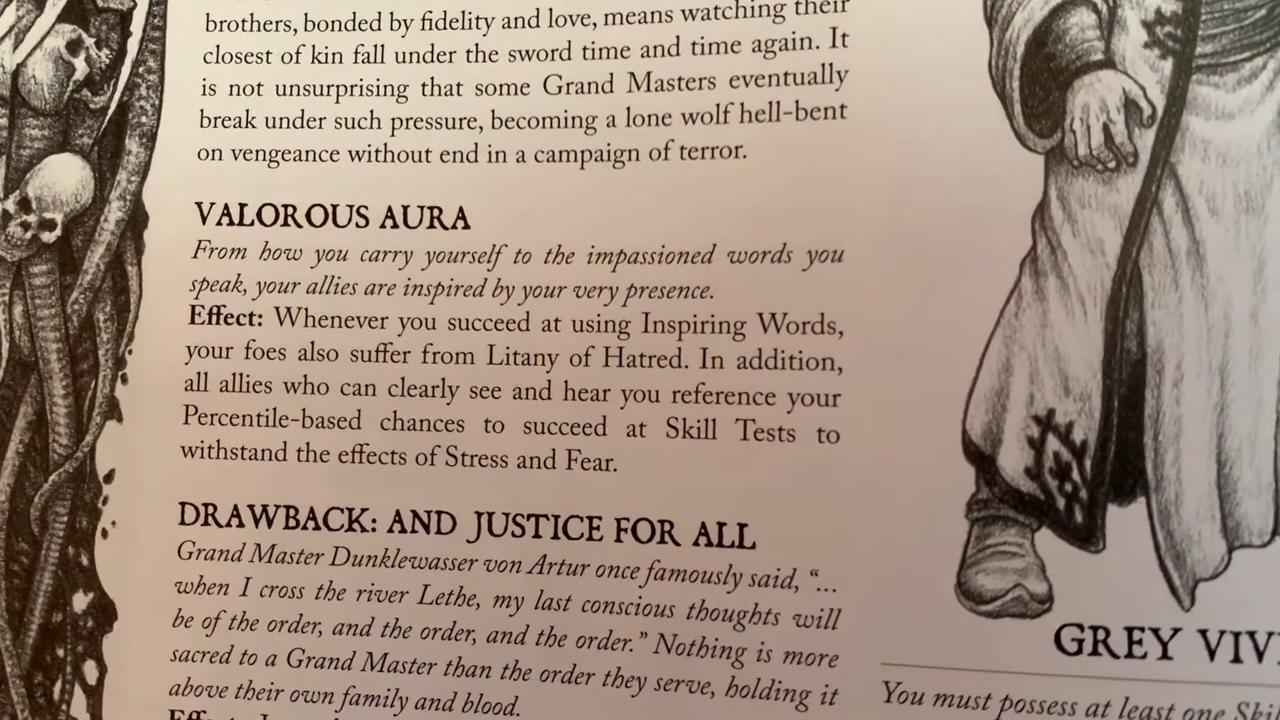 brothers, bonded by fidelity and love, means watching their
closest of kin fall under the sword time and time again. It
is not unsurprising that some Grand Masters eventually
break under such pressure, becoming a lone wolf hell-bent
on vengeance without end in a campaign of terror.
VALOROUS AURA
From how you carry yourself to the impassioned words you
speak, your allies are inspired by your very presence.
Effect: Whenever you succeed at using Inspiring Words,
your foes also suffer from Litany of Hatred. In addition,
all allies who can clearly see and hear you reference your
Percentile-based chances to succeed at Skill Tests to
withstand the effects of Stress and Fear.
DRAWBACK: AND JUSTICE FOR ALL
Grand Master Dunklewasser von Artur once famously said, “...
when I cross the river Lethe, my last conscious thoughts will
be of the order, and the order, and the order.” Nothing is more
sacred to a Grand Master than the order they serve, holding it
above their own family and blood.
GREY VIV
You must possess at least one Skil